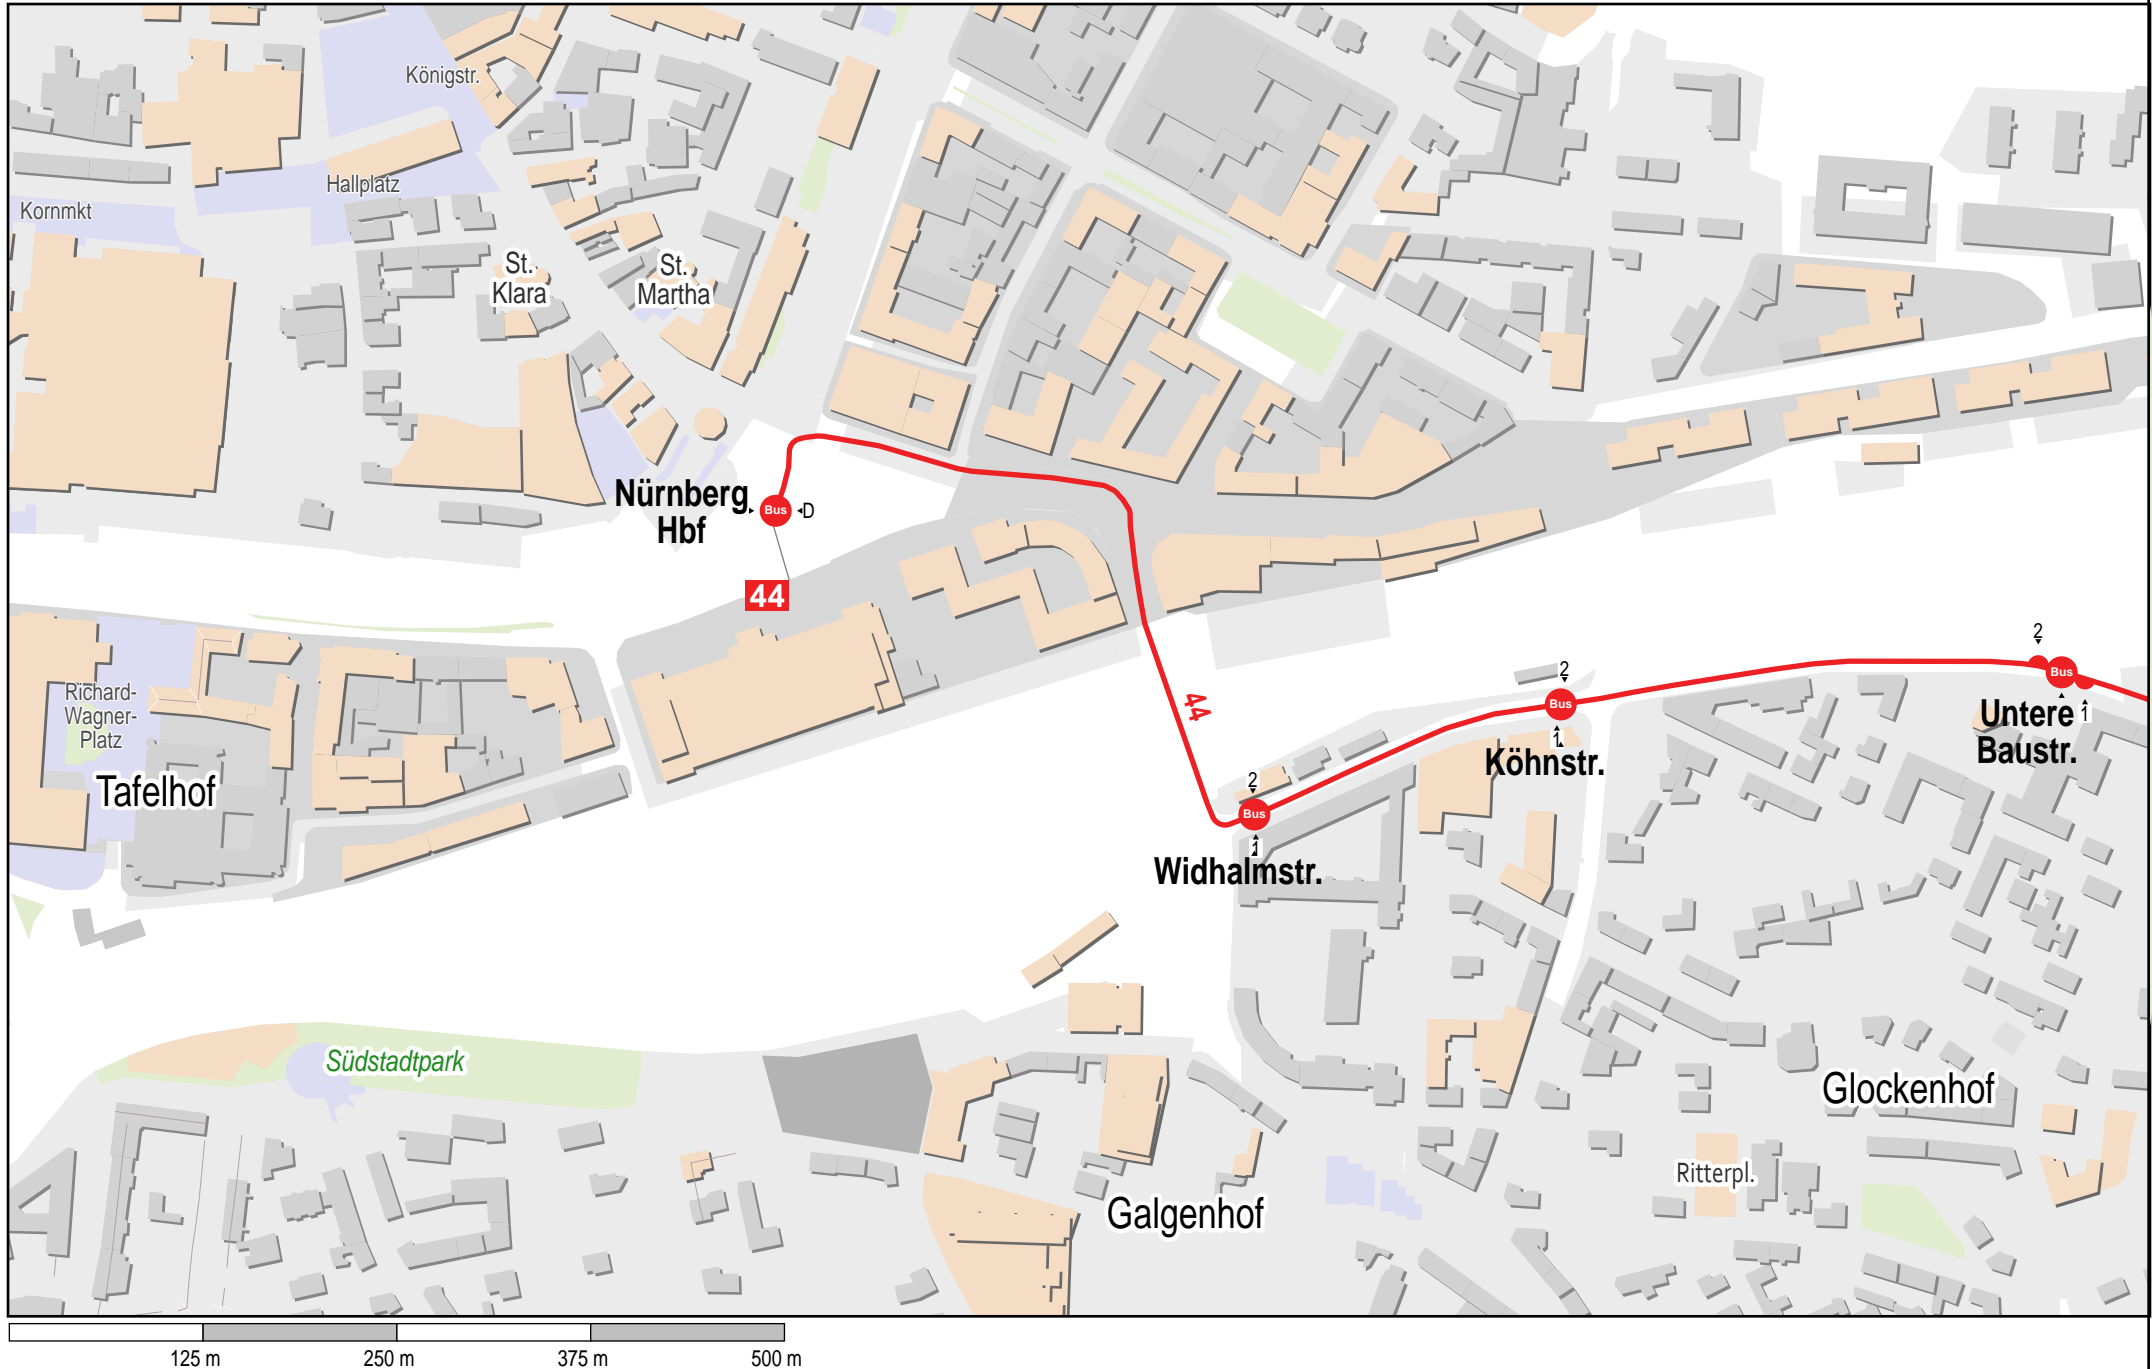 Königstr.
Hallplatz
Kornmkt
St.
Klara
St.
Martha
Nürnberg
Hbf
Bus
D
44
44
Richard-
Wagner-
Platz
Tafelhof
2
Bus
1
Widhalmstr.
2
Bus
1
Köhnstr.
2
Bus
1
Untere
Baustr.
Südstadtpark
Glockenhof
Ritterpl.
Galgenhof
125 m
250 m
375 m
500 m